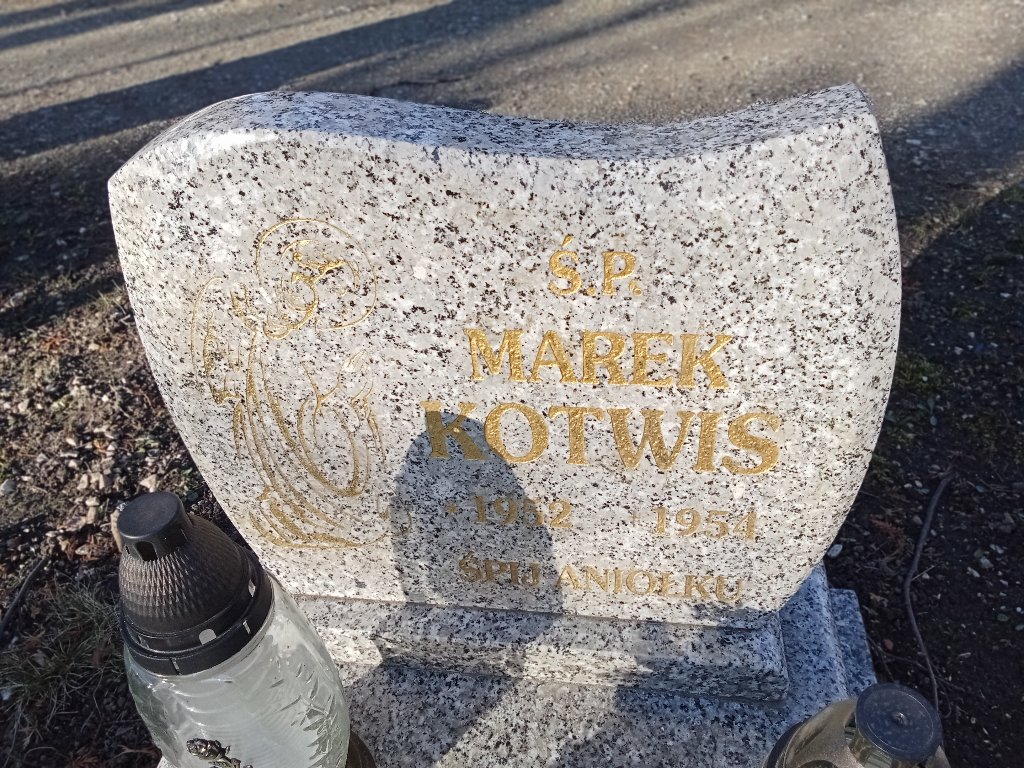 Ś.P.
MAREK
KOTWIS
* 1952 † 1954
ŚPIJ ANIOŁKU